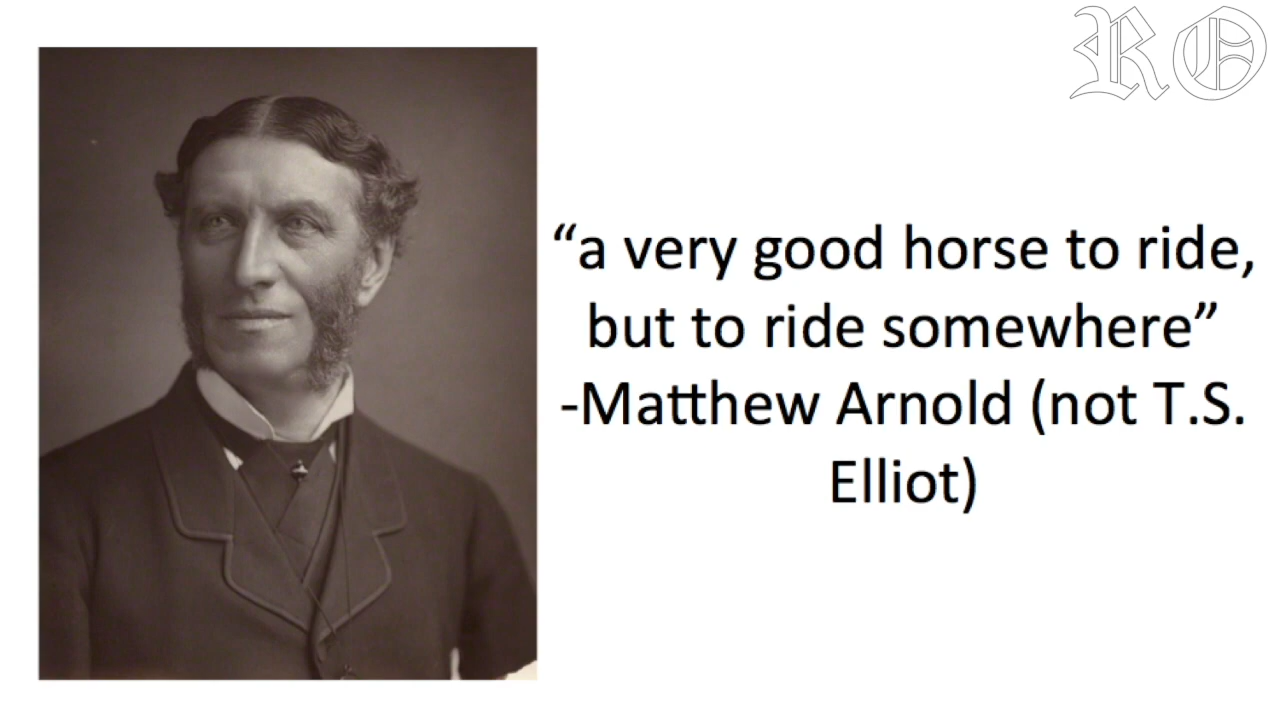 RO
“a very good horse to ride,
but to ride somewhere”
-Matthew Arnold (not T.S.
Elliot)